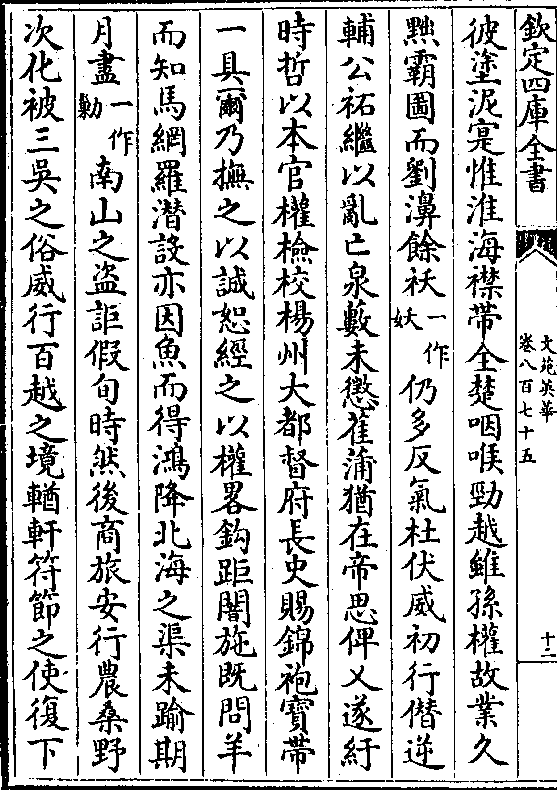 欽定四庫全書
文苑英華
卷八百七十五
十二
彼塗泥寔惟淮海襟帶全楚咽喉勁越雖孫權故業久
黙霸圖而劉濞餘祅一作妖仍多反氣杜伏威初行僣逆
輔公祏繼以亂亡泉藪未懲萑蒲猶在帝思俾乂遂紆
時哲以本官權檢校楊州大都督府長史賜錦袍寶帶
一具爾乃撫之以誠恕經之以權畧鈎距闇施既問羊
而知馬網羅潜設亦因魚而得鴻降北海之渠未踰期
月盡一作勦南山之盜詎假旬時然後商旅安行農桑野
次化被三吳之俗威行百越之境輶軒符節之使復下